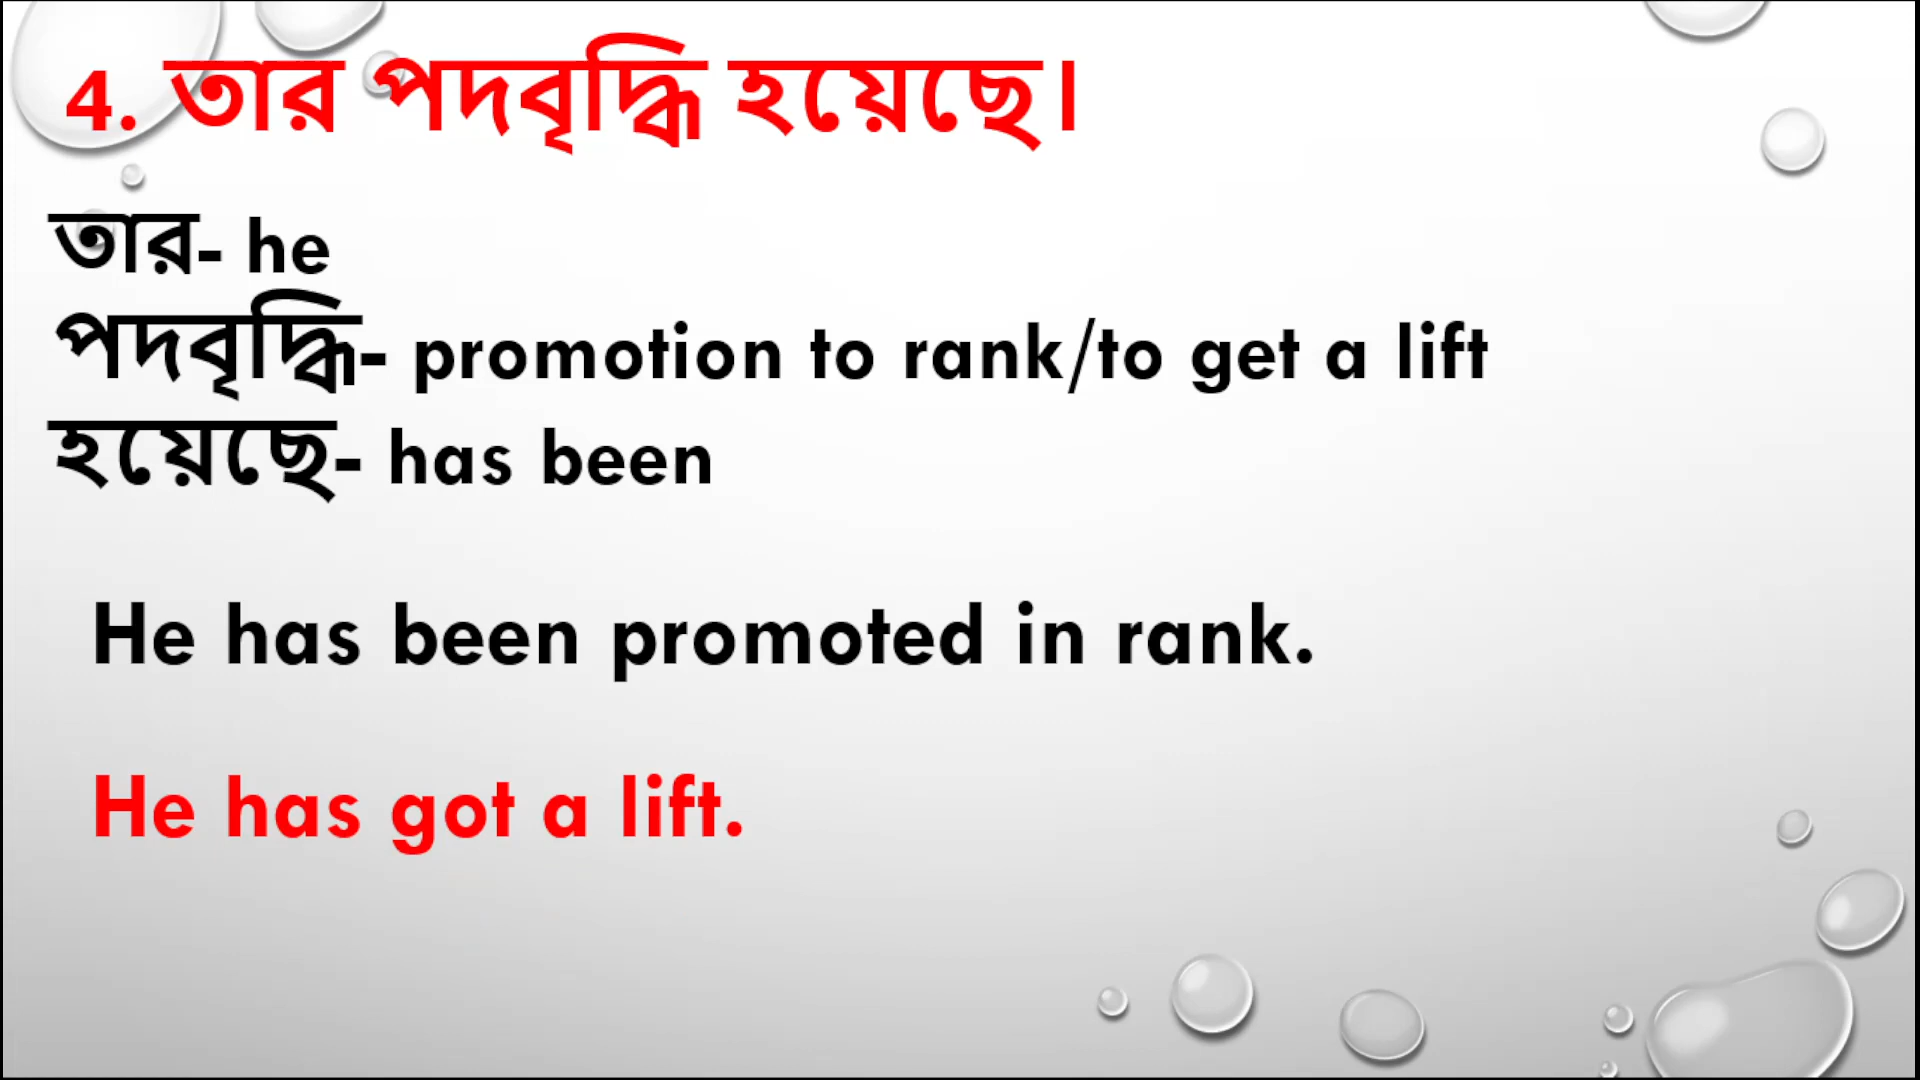 4. তার পদবৃদ্ধি হয়েছে।
তার- he
পদবৃদ্ধি- promotion to rank/to get a lift
হয়েছে- has been
He has been promoted in rank.
He has got a lift.